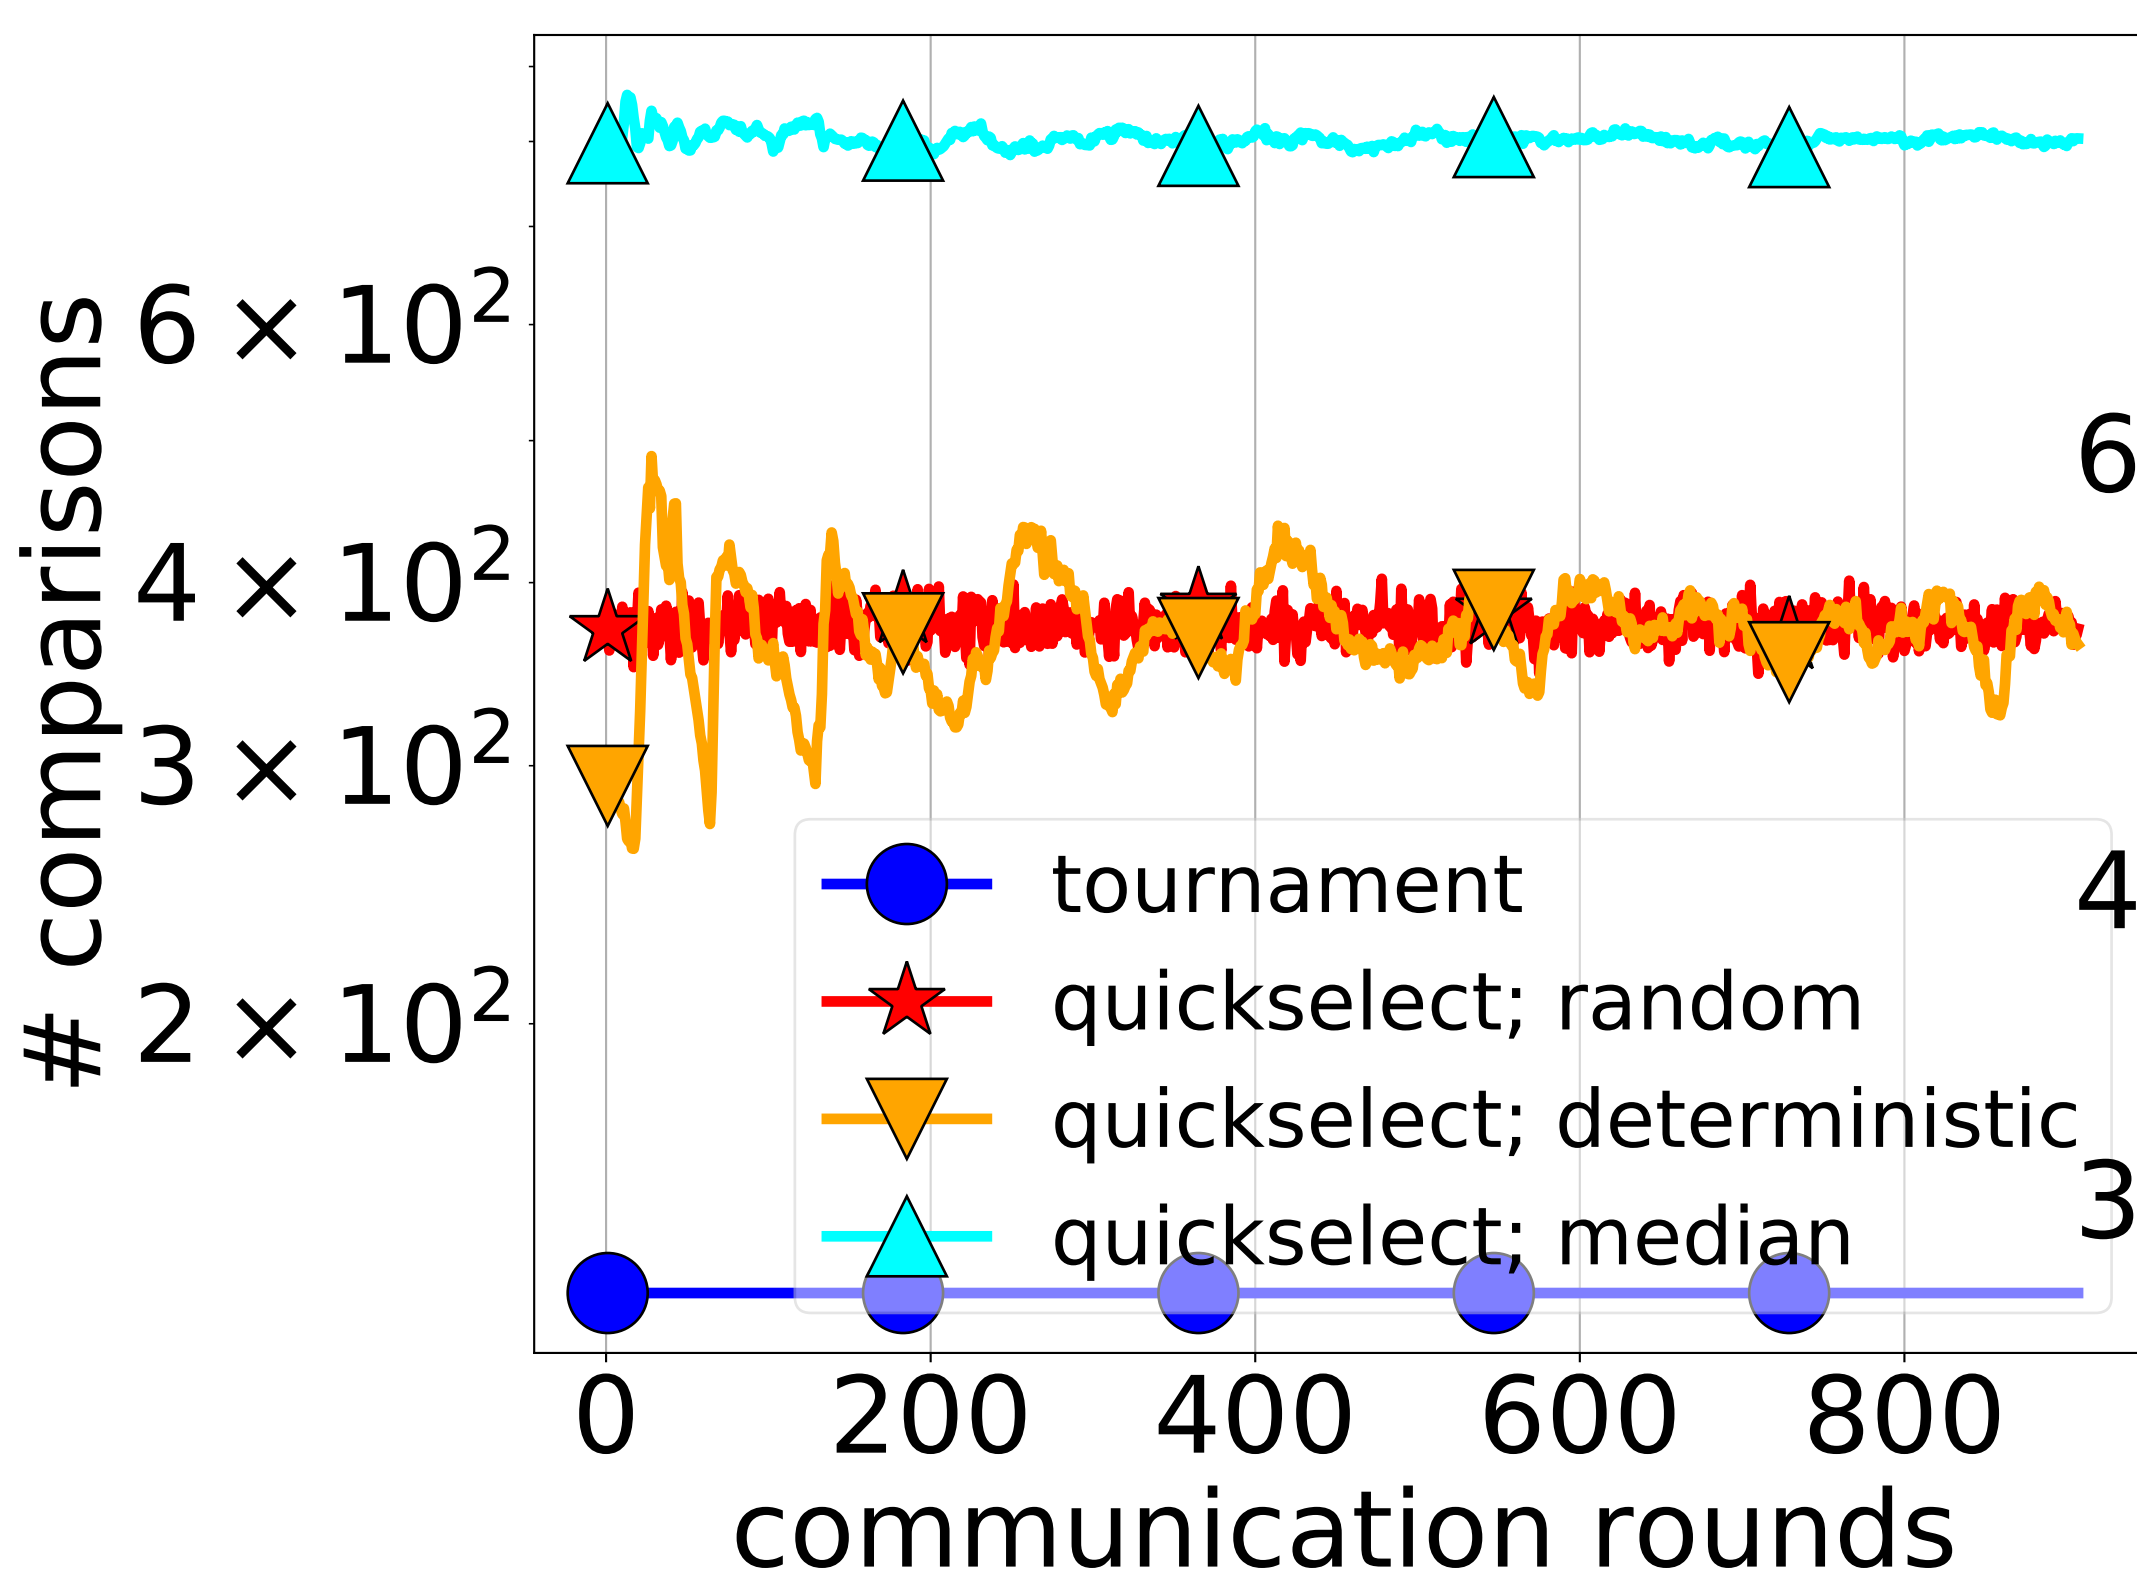 # comparisons
6 × 10²
4 × 10²
3 × 10²
2 × 10²
6
4
3
tournament
quickselect; random
quickselect; deterministic
quickselect; median
0 200 400 600 800
communication rounds